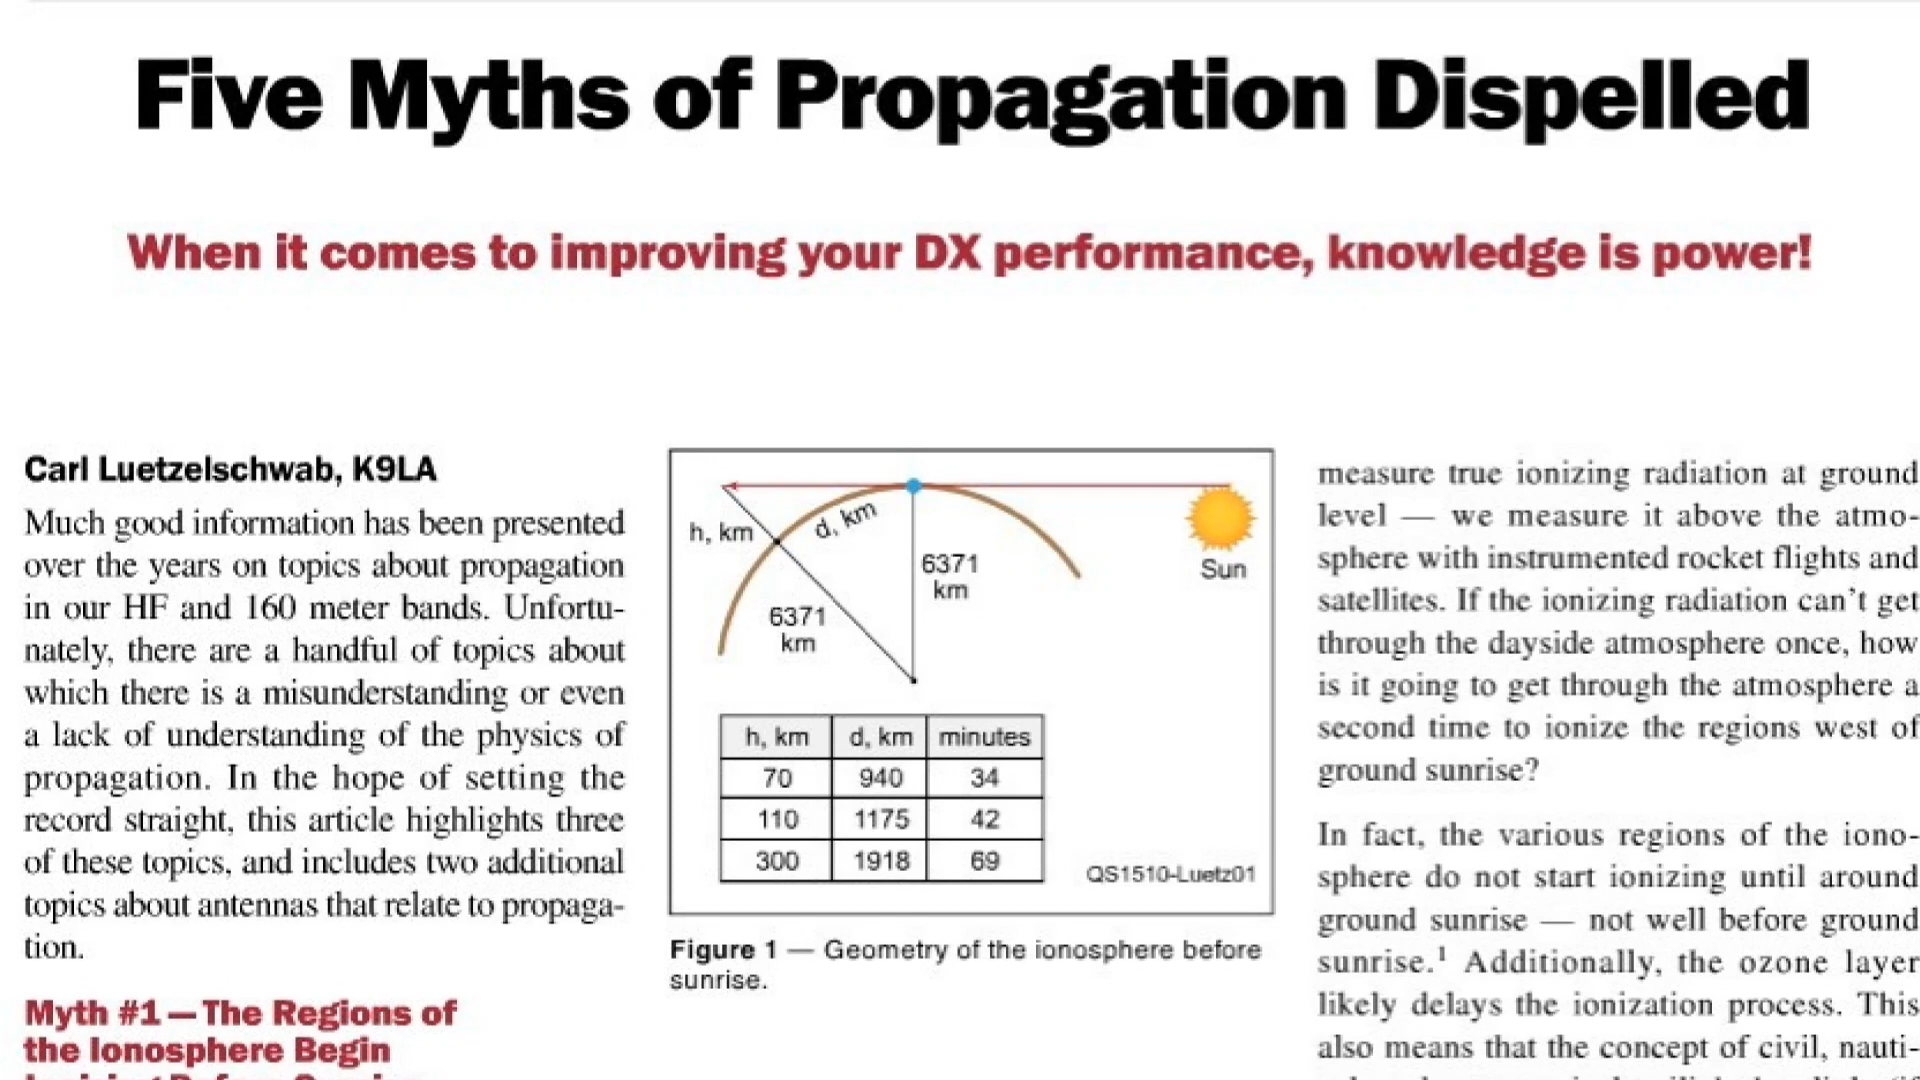 Five Myths of Propagation Dispelled
When it comes to improving your DX performance, knowledge is power!
Carl Luetzelschwab, K9LA
Much good information has been presented
over the years on topics about propagation
in our HF and 160 meter bands. Unfortu-
nately, there are a handful of topics about
which there is a misunderstanding or even
a lack of understanding of the physics of
propagation. In the hope of setting the
record straight, this article highlights three
of these topics, and includes two additional
topics about antennas that relate to propaga-
tion.
Myth #1—The Regions of
the Ionosphere Begin
h, km
d, km
6371
km
6371
km
Sun
h, km d, km minutes
70 940 34
110 1175 42
300 1918 69
QS1510-Luetz01
Figure 1 — Geometry of the ionosphere before
sunrise.
measure true ionizing radiation at ground
level — we measure it above the atmo-
sphere with instrumented rocket flights and
satellites. If the ionizing radiation can't get
through the dayside atmosphere once, how
is it going to get through the atmosphere a
second time to ionize the regions west of
ground sunrise?
In fact, the various regions of the iono-
sphere do not start ionizing until around
ground sunrise — not well before ground
sunrise.¹ Additionally, the ozone layer
likely delays the ionization process. This
also means that the concept of civil, nauti-